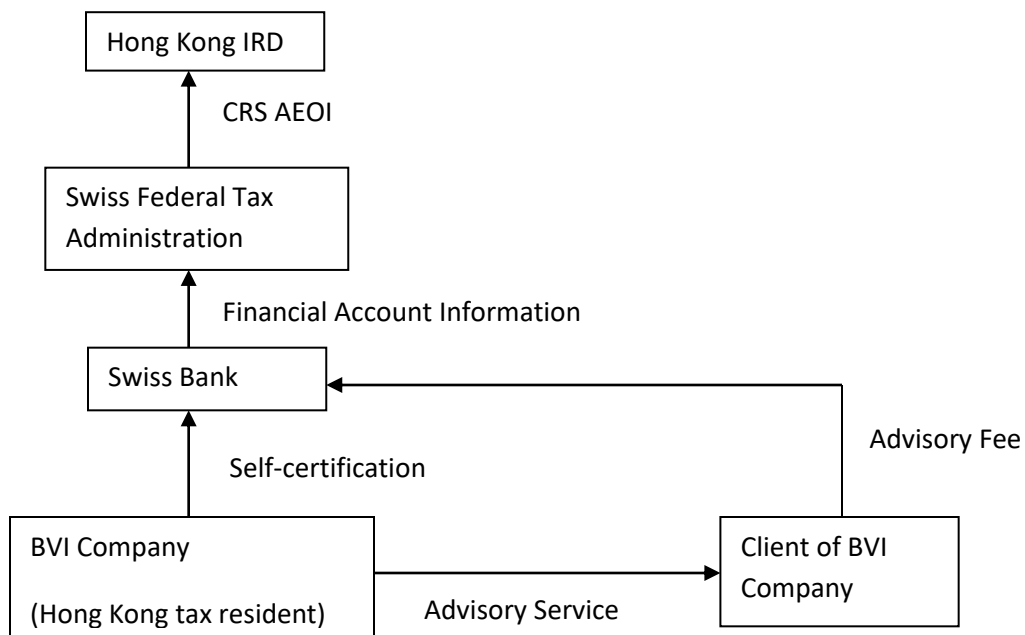 Hong Kong IRD
CRS AEOI
Swiss Federal Tax
Administration
Financial Account Information
Swiss Bank
Advisory Fee
Self-certification
BVI Company
(Hong Kong tax resident)
Advisory Service
Client of BVI
Company